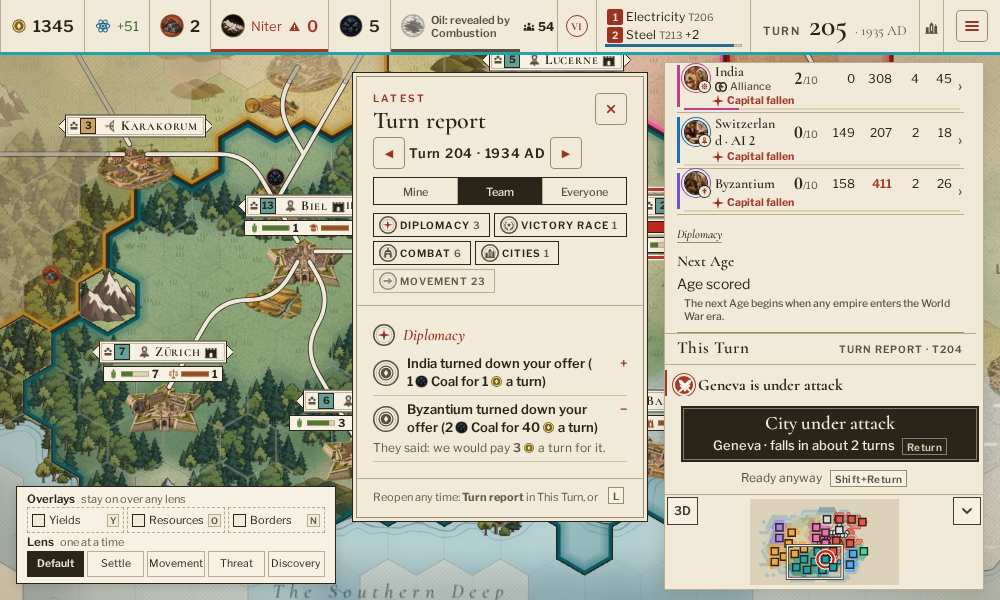 1345
+51
2
Niter 0
5
Oil: revealed by
Combustion
54
VI
1 Electricity T206
2 Steel T213 +2
TURN 205 · 1935 AD
5 LUCERNE
3 KARAKORUM
13 BIEL
1
7 ZÜRICH
7 1
6
3
LATEST
Turn report
Turn 204 · 1934 AD
Mine
Team
Everyone
DIPLOMACY 3
VICTORY RACE 1
COMBAT 6
CITIES 1
MOVEMENT 23
Diplomacy
India turned down your offer (
1 Coal for 1 a turn)
+
Byzantium turned down your
offer (2 Coal for 40 a turn)
–
They said: we would pay 3 a turn for it.
Reopen any time: Turn report in This Turn, or L
India 2/10 0 308 4 45 ›
Alliance
Capital fallen
Switzerlan 0/10 149 207 2 18 ›
d · AI 2
Capital fallen
Byzantium 0/10 158 411 2 26 ›
Capital fallen
Diplomacy
Next Age
Age scored
The next Age begins when any empire enters the World
War era.
This Turn
TURN REPORT · T204
Geneva is under attack
City under attack
Geneva · falls in about 2 turns Return
Ready anyway Shift+Return
3D
Overlays stay on over any lens
Yields Y
Resources O
Borders N
Lens one at a time
Default
Settle
Movement
Threat
Discovery
The Southern Deep